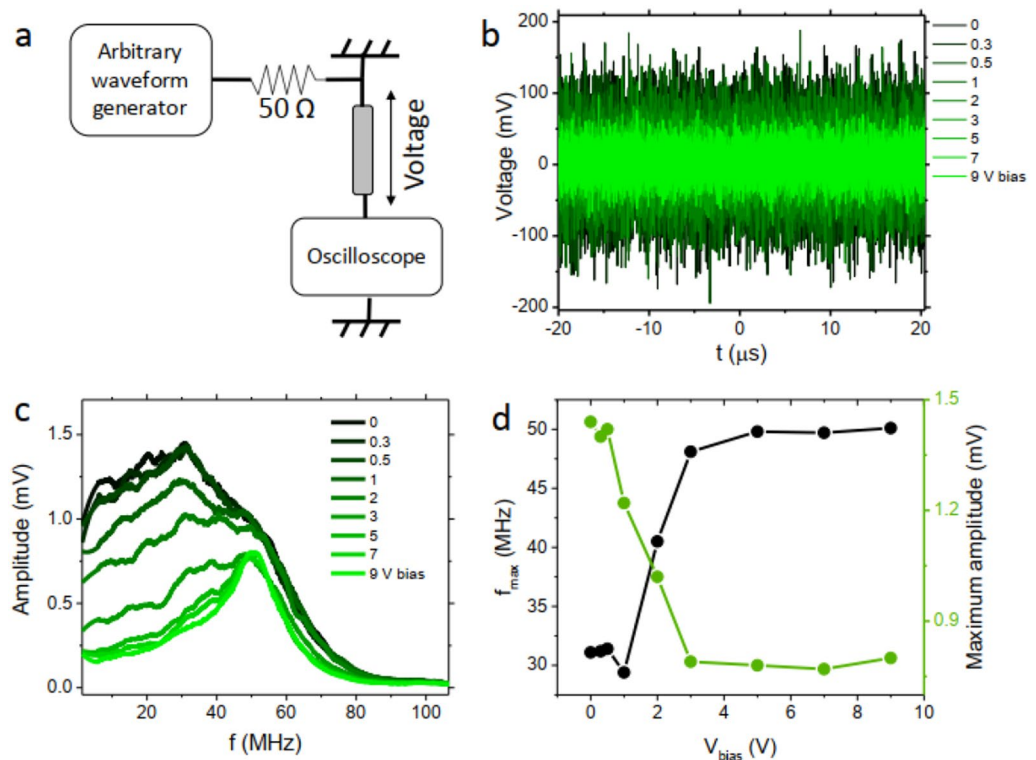 a
Arbitrary
waveform
generator
50 Ω
Voltage
Oscilloscope
b
Voltage (mV)
200
100
0
-100
-200
-20
-10
0
10
20
t (μs)
0
0.3
0.5
1
2
3
5
7
9 V bias
c
Amplitude (mV)
1.5
1.0
0.5
0.0
20
40
60
80
100
f (MHz)
0
0.3
0.5
1
2
3
5
7
9 V bias
d
fmax (MHz)
50
45
40
35
30
0
2
4
6
8
10
Vbias (V)
1.5
1.2
0.9
Maximum amplitude (mV)